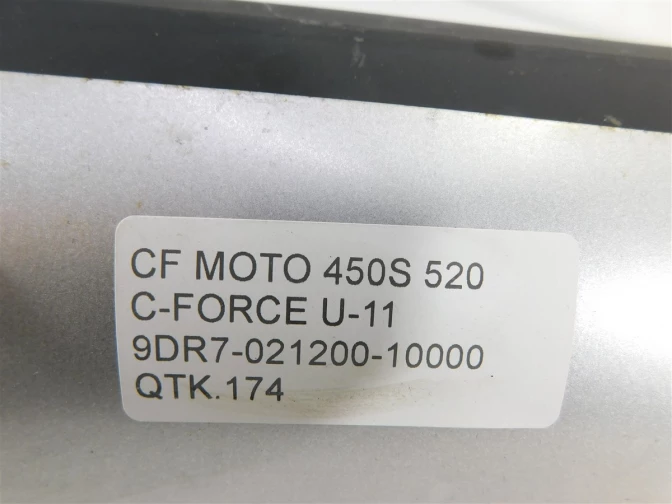 CF MOTO 450S 520
C-FORCE U-11
9DR7-021200-10000
QTK.174